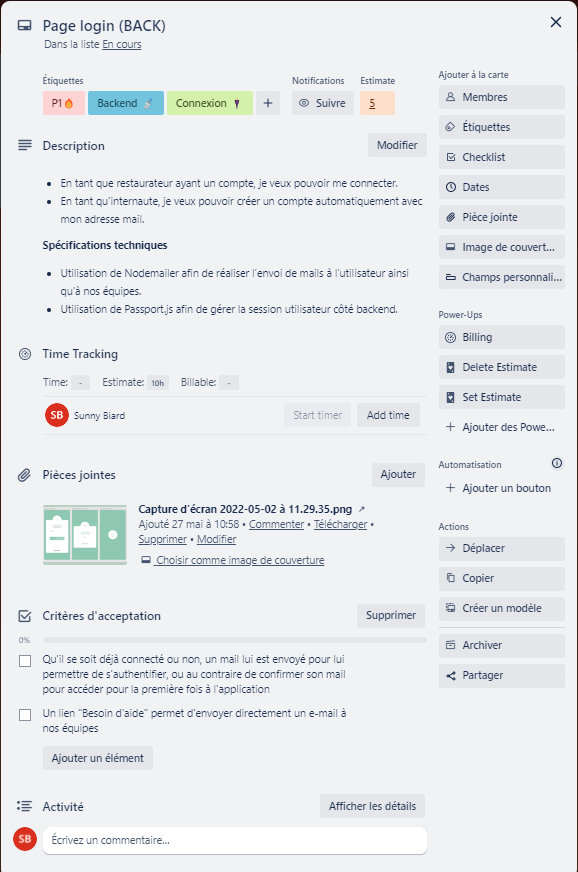 Page login (BACK)
Dans la liste En cours
Étiquettes
Notifications
Estimate
P1
Backend
Connexion
Suivre
5
Description
Modifier
En tant que restaurateur ayant un compte, je veux pouvoir me connecter.
En tant qu'internaute, je veux pouvoir créer un compte automatiquement avec
mon adresse mail.
Spécifications techniques
Utilisation de Nodemailer afin de réaliser l'envoi de mails à l'utilisateur ainsi
qu'à nos équipes.
Utilisation de Passport.js afin de gérer la session utilisateur côté backend.
Time Tracking
Time: -
Estimate: 10h
Billable: -
SB
Sunny Biard
Start timer
Add time
Pièces jointes
Ajouter
Capture d'écran 2022-05-02 à 11.29.35.png ↗
Ajouté 27 mai à 10:58 • Commenter • Télécharger •
Supprimer • Modifier
Choisir comme image de couverture
Critères d'acceptation
Supprimer
0%
Qu'il se soit déjà connecté ou non, un mail lui est envoyé pour lui
permettre de s'authentifier, ou au contraire de confirmer son mail
pour accéder pour la première fois à l'application
Un lien "Besoin d'aide" permet d'envoyer directement un e-mail à
nos équipes
Ajouter un élément
Activité
Afficher les détails
SB
Écrivez un commentaire...
Ajouter à la carte
Membres
Étiquettes
Checklist
Dates
Pièce jointe
Image de couvert...
Champs personnali...
Power-Ups
Billing
Delete Estimate
Set Estimate
Ajouter des Powe...
Automatisation
Ajouter un bouton
Actions
Déplacer
Copier
Créer un modèle
Archiver
Partager